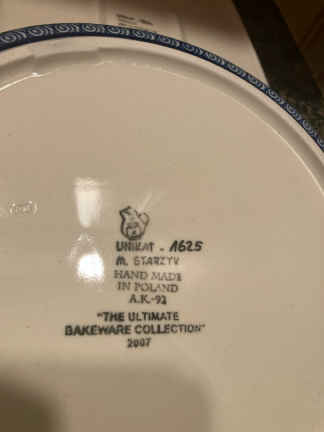 UNIKAT - 1625
M. STARZYK
HAND MADE
IN POLAND
A.K.-92
"THE ULTIMATE
BAKEWARE COLLECTION"
2007